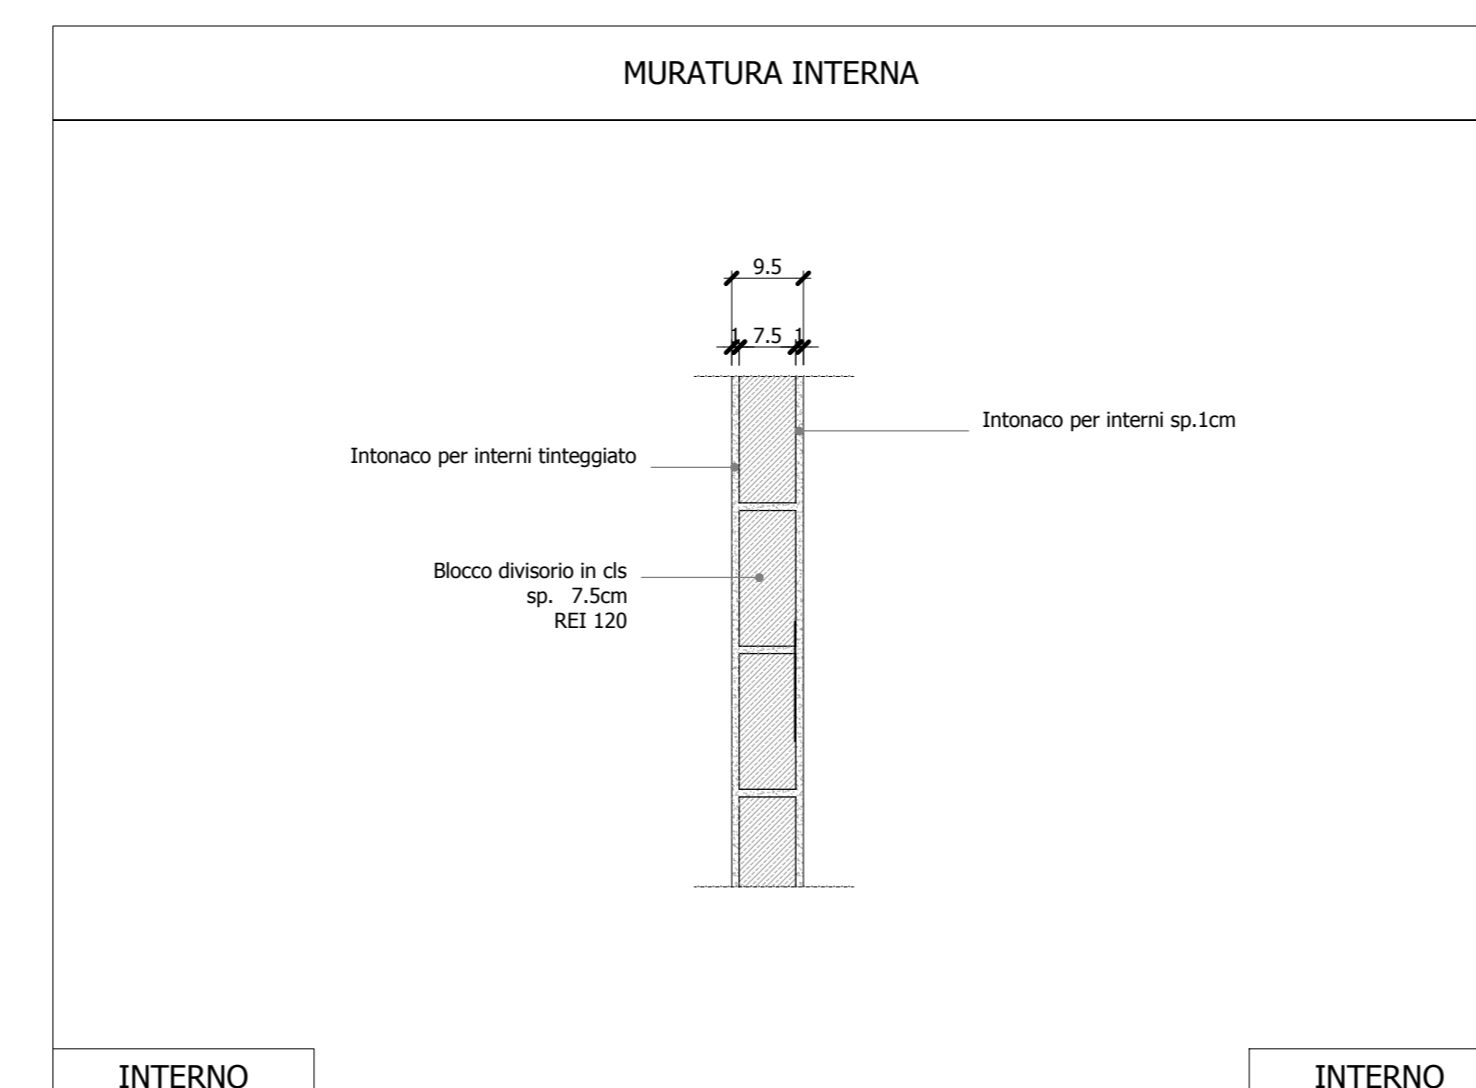 MURATURA INTERNA
9.5
1 7.5 1
Intonaco per interni sp.1cm
Intonaco per interni tinteggiato
Blocco divisorio in cls
sp. 7.5cm
REI 120
INTERNO
INTERNO